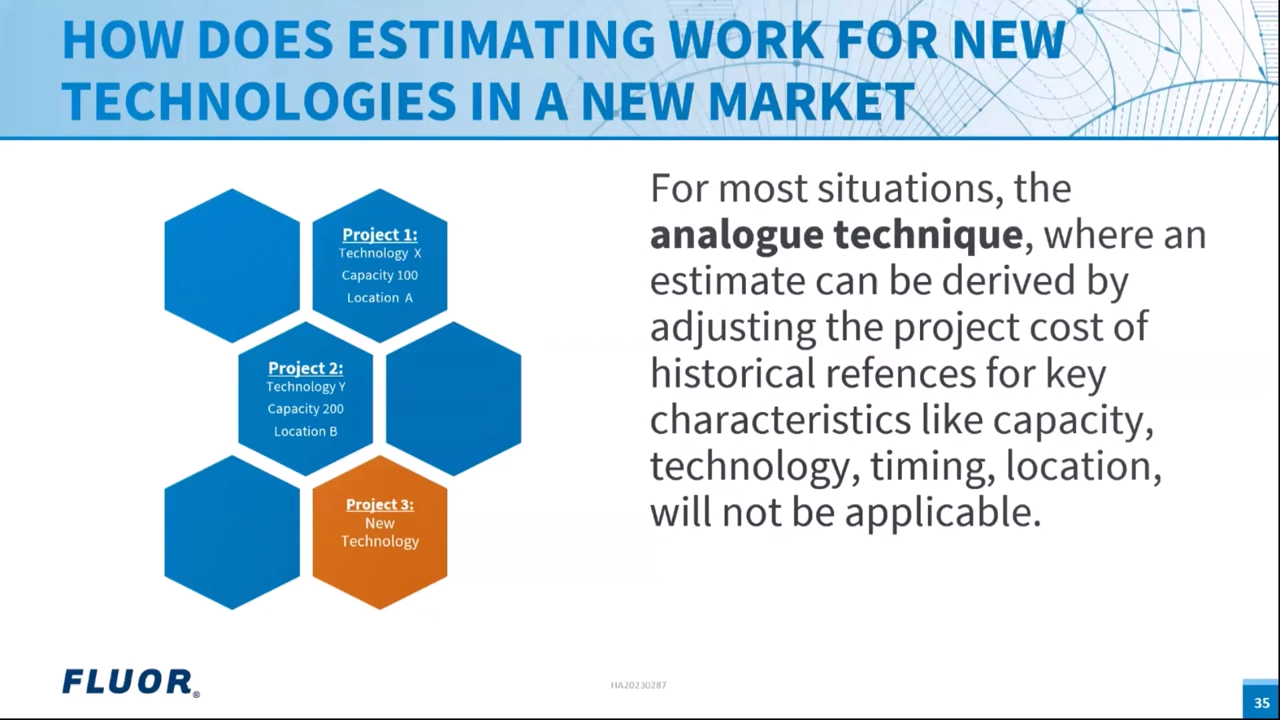 HOW DOES ESTIMATING WORK FOR NEW
TECHNOLOGIES IN A NEW MARKET
Project 1:
Technology X
Capacity 100
Location A
Project 2:
Technology Y
Capacity 200
Location B
Project 3:
New
Technology
For most situations, the
analogue technique, where an
estimate can be derived by
adjusting the project cost of
historical refences for key
characteristics like capacity,
technology, timing, location,
will not be applicable.
FLUOR®
HA20230287
35